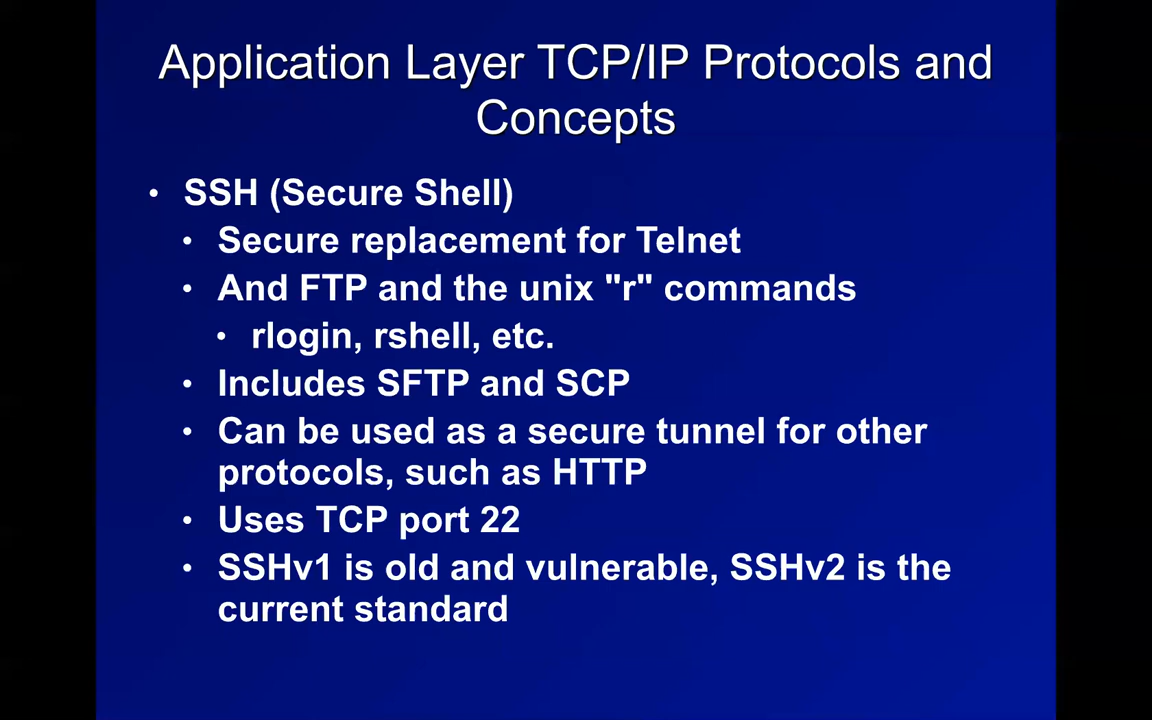 Application Layer TCP/IP Protocols and
Concepts
• SSH (Secure Shell)
• Secure replacement for Telnet
• And FTP and the unix "r" commands
• rlogin, rshell, etc.
• Includes SFTP and SCP
• Can be used as a secure tunnel for other
protocols, such as HTTP
• Uses TCP port 22
• SSHv1 is old and vulnerable, SSHv2 is the
current standard